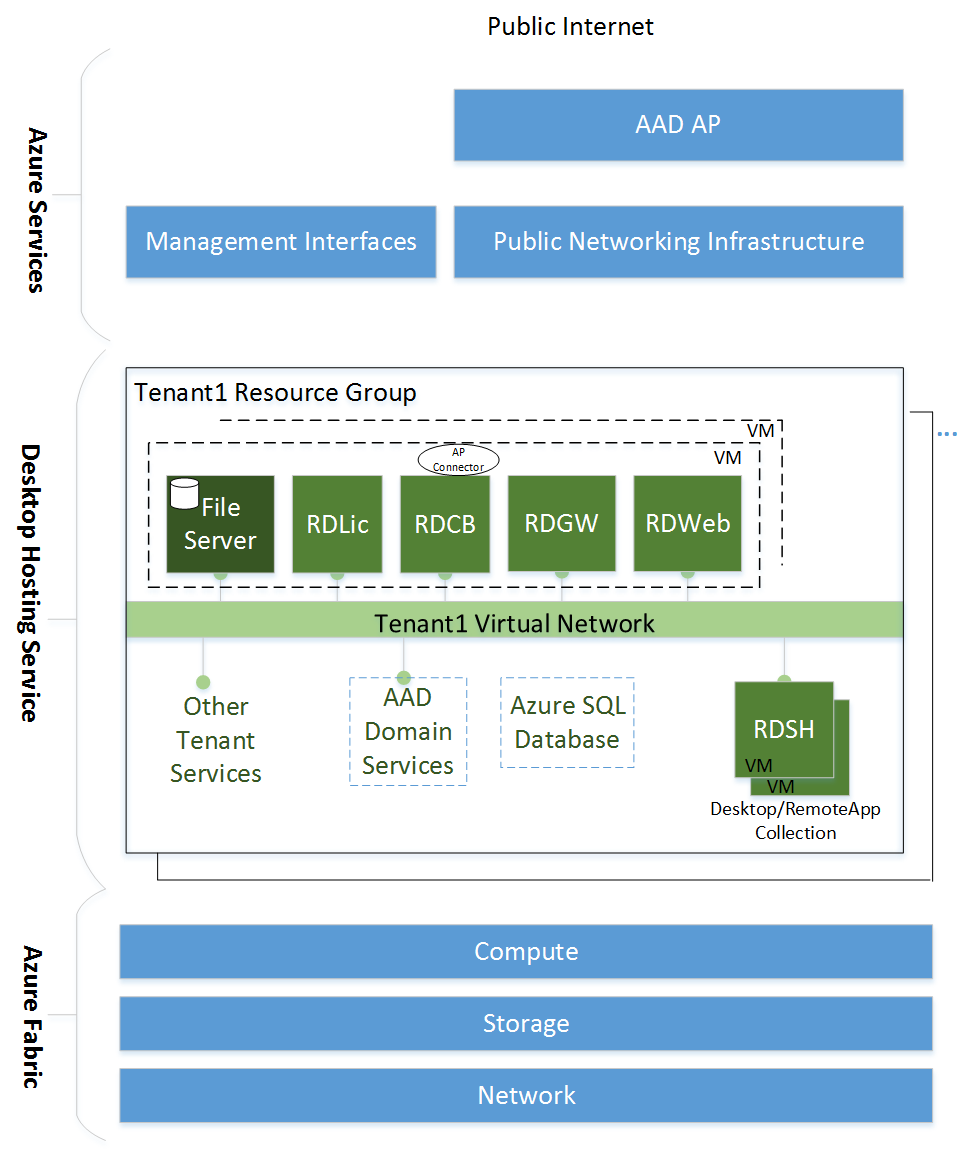 Public Internet
Azure Services
AAD AP
Management Interfaces
Public Networking Infrastructure
Desktop Hosting Service
Tenant1 Resource Group
...
VM
VM
AP
Connector
File
Server
RDLic
RDCB
RDGW
RDWeb
Tenant1 Virtual Network
Other
Tenant
Services
AAD
Domain
Services
Azure SQL
Database
RDSH
VM
VM
Desktop/RemoteApp
Collection
Azure Fabric
Compute
Storage
Network